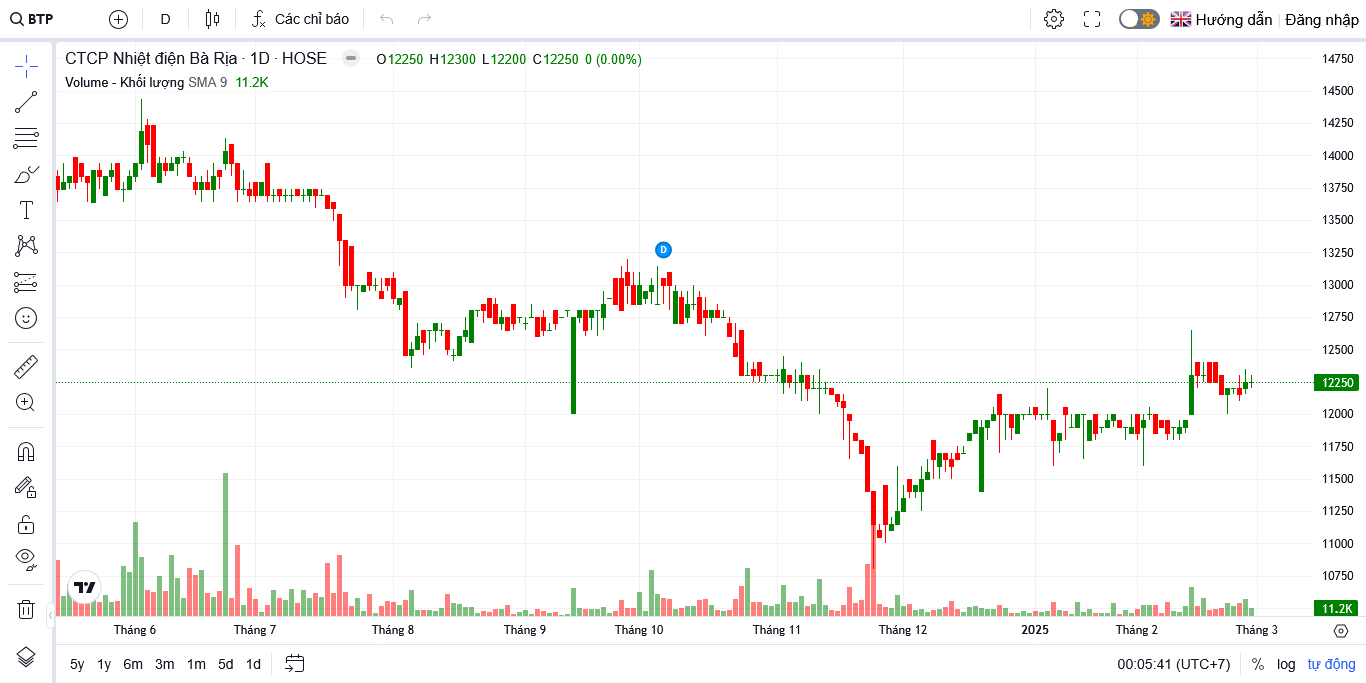 BTP D Các chỉ báo Hướng dẫn Đăng nhập
CTCP Nhiệt điện Bà Rịa · 1D · HOSE O12250 H12300 L12200 C12250 0 (0.00%)
Volume - Khối lượng SMA 9 11.2K
14750
14500
14250
14000
13750
13500
13250
D
13000
12750
12500
12250
12000
11750
11500
11250
11000
10750
11.2K
Tháng 6 Tháng 7 Tháng 8 Tháng 9 Tháng 10 Tháng 11 Tháng 12 2025 Tháng 2 Tháng 3
5y 1y 6m 3m 1m 5d 1d 00:05:41 (UTC+7) % log tự động